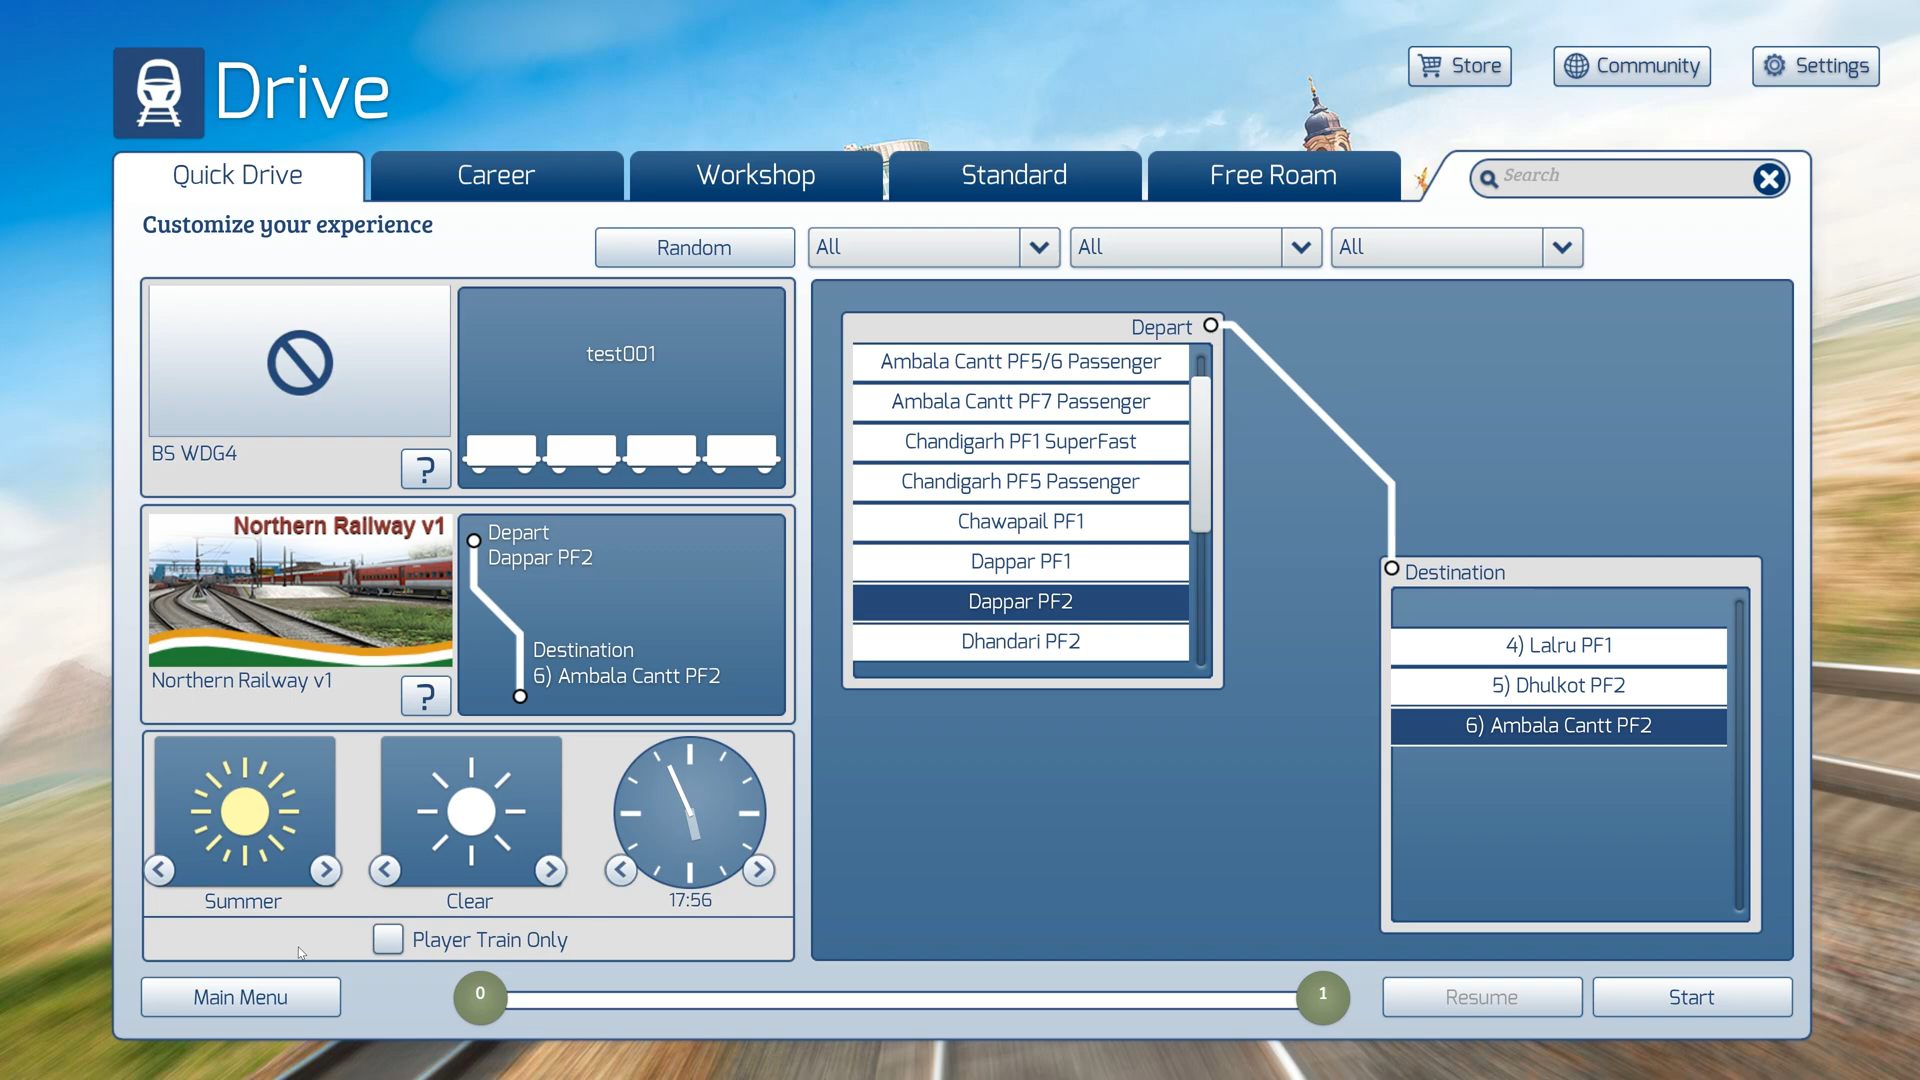 Drive
Store
Community
Settings
Quick Drive
Career
Workshop
Standard
Free Roam
Search
Customize your experience
Random
All
All
All
test001
BS WDG4
?
Northern Railway v1
Northern Railway v1
?
Depart
Dappar PF2
Destination
6) Ambala Cantt PF2
Summer
Clear
17:56
Player Train Only
Depart
Ambala Cantt PF5/6 Passenger
Ambala Cantt PF7 Passenger
Chandigarh PF1 SuperFast
Chandigarh PF5 Passenger
Chawapail PF1
Dappar PF1
Dappar PF2
Dhandari PF2
Destination
4) Lalru PF1
5) Dhulkot PF2
6) Ambala Cantt PF2
Main Menu
0
1
Resume
Start